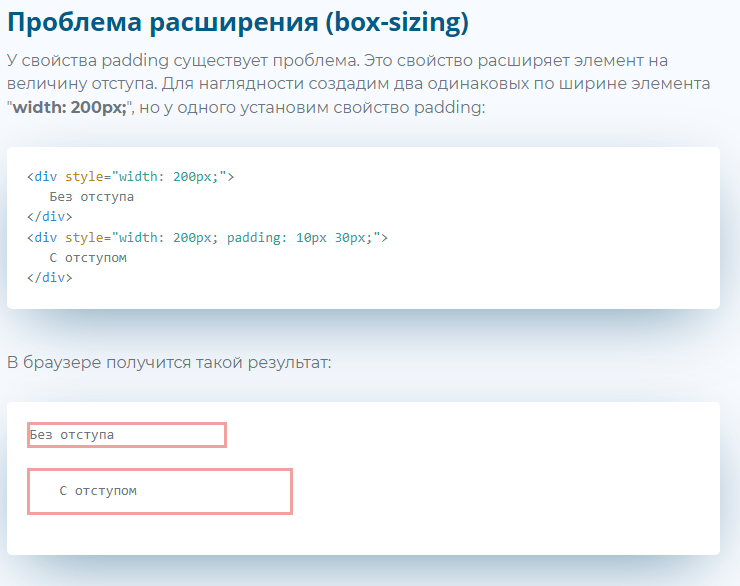 Проблема расширения (box-sizing)
У свойства padding существует проблема. Это свойство расширяет элемент на
величину отступа. Для наглядности создадим два одинаковых по ширине элемента
"width: 200px;", но у одного установим свойство padding:
<div style="width: 200px;">
Без отступа
</div>
<div style="width: 200px; padding: 10px 30px;">
С отступом
</div>
В браузере получится такой результат:
Без отступа
С отступом